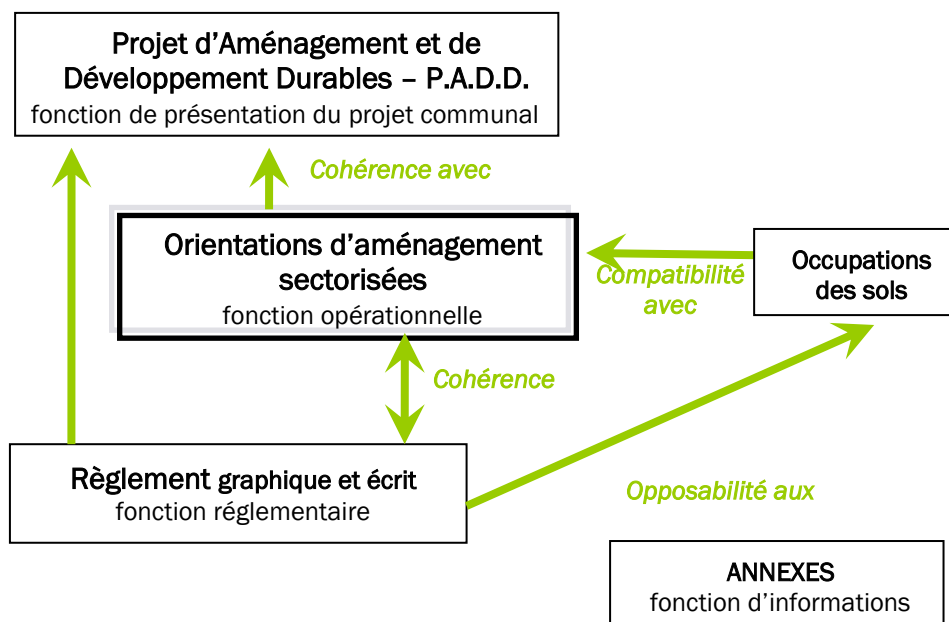 Projet d’Aménagement et de
Développement Durables – P.A.D.D.
fonction de présentation du projet communal
Cohérence avec
Orientations d’aménagement
sectorisées
fonction opérationnelle
Compatibilité
avec
Occupations
des sols
Cohérence
Règlement graphique et écrit
fonction réglementaire
Opposabilité aux
ANNEXES
fonction d’informations